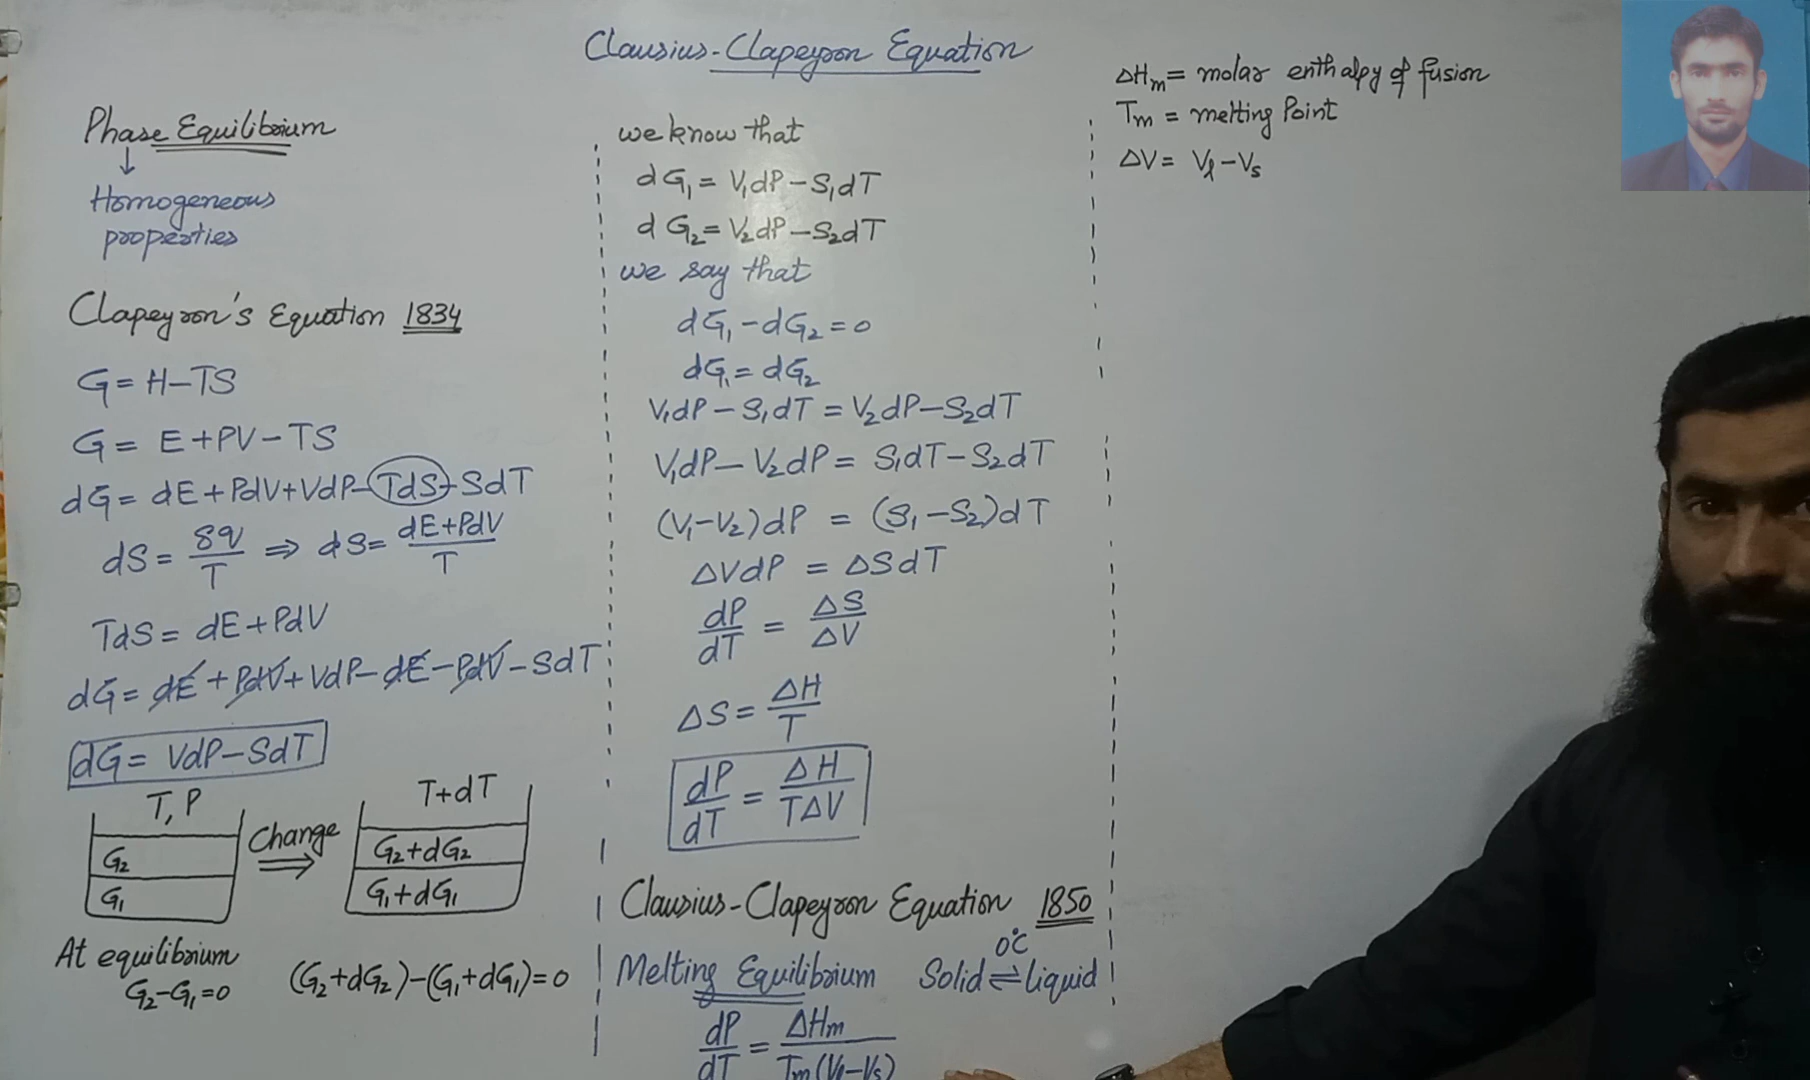 Clausius-Clapeyron Equation
Phase Equilibrium
↓
Homogeneous
properties
Clapeyron's Equation 1834
G = H-TS
G = E+PV-TS
dG = dE+PdV+VdP-TdS-SdT
dS = δq/T ⇒ dS = dE+PdV/T
TdS = dE+PdV
dG = dE+PdV+VdP-dE-PdV-SdT
dG = VdP-SdT
T, P
G₂
G₁
Change
⇒
T+dT
G₂+dG₂
G₁+dG₁
At equilibrium
G₂-G₁=0
(G₂+dG₂)-(G₁+dG₁)=0
we know that
dG₁ = V₁dP-S₁dT
dG₂ = V₂dP-S₂dT
we say that
dG₁-dG₂=0
dG₁=dG₂
V₁dP-S₁dT = V₂dP-S₂dT
V₁dP-V₂dP = S₁dT-S₂dT
(V₁-V₂)dP = (S₁-S₂)dT
ΔVdP = ΔSdT
dP/dT = ΔS/ΔV
ΔS = ΔH/T
dP/dT = ΔH/TΔV
Clausius-Clapeyron Equation 1850
Melting Equilibrium Solid ⇌ liquid
0°C
dP/dT = ΔHm/Tm(Vl-Vs)
ΔHm = molar enthalpy of fusion
Tm = melting Point
ΔV = Vl-Vs